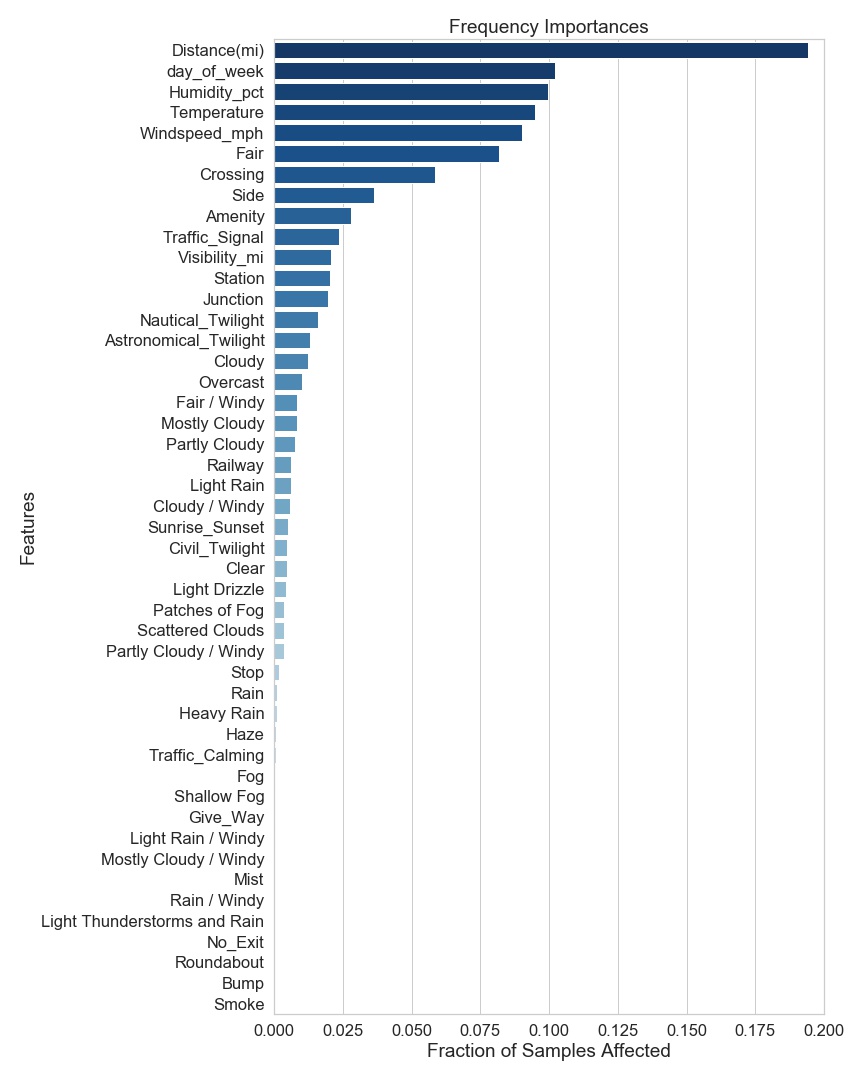 Frequency Importances
Distance(mi)
day_of_week
Humidity_pct
Temperature
Windspeed_mph
Fair
Crossing
Side
Amenity
Traffic_Signal
Visibility_mi
Station
Junction
Nautical_Twilight
Astronomical_Twilight
Cloudy
Overcast
Fair / Windy
Mostly Cloudy
Partly Cloudy
Railway
Light Rain
Cloudy / Windy
Sunrise_Sunset
Civil_Twilight
Clear
Light Drizzle
Patches of Fog
Scattered Clouds
Partly Cloudy / Windy
Stop
Rain
Heavy Rain
Haze
Traffic_Calming
Fog
Shallow Fog
Give_Way
Light Rain / Windy
Mostly Cloudy / Windy
Mist
Rain / Windy
Light Thunderstorms and Rain
No_Exit
Roundabout
Bump
Smoke
Features
0.000 0.025 0.050 0.075 0.100 0.125 0.150 0.175 0.200
Fraction of Samples Affected